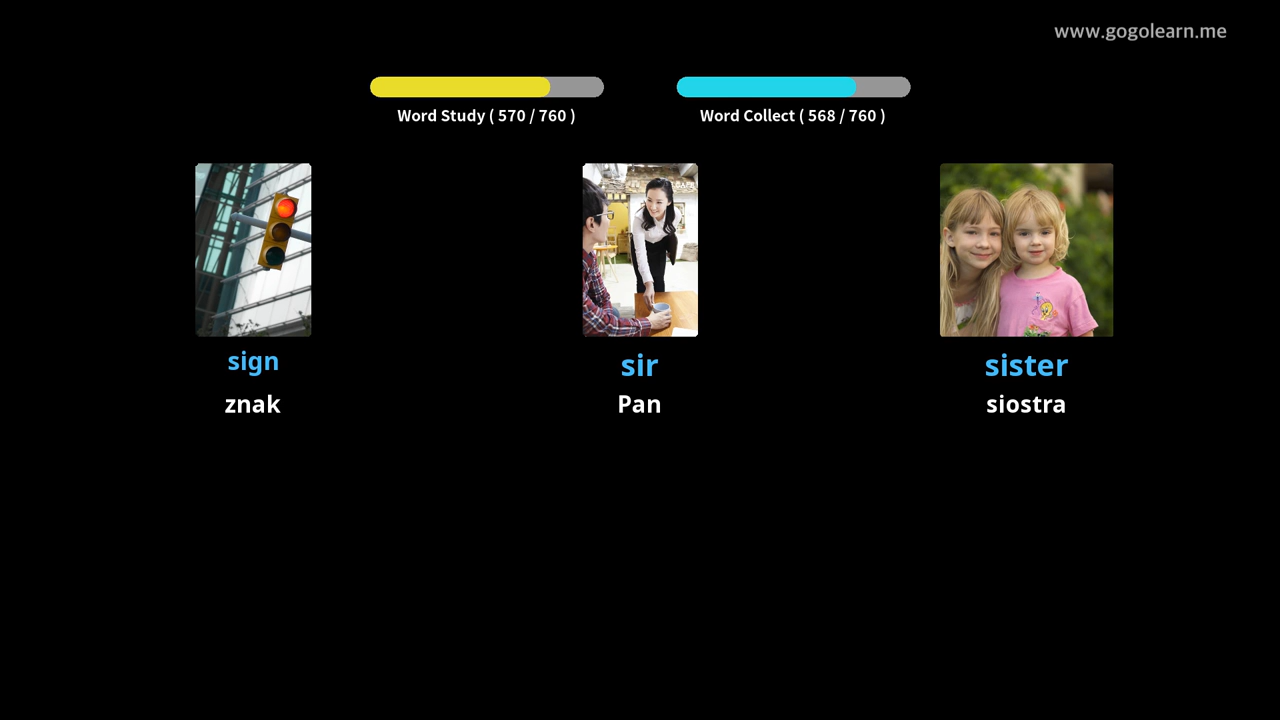 www.gogolearn.me
Word Study ( 570 / 760 )
Word Collect ( 568 / 760 )
sign
znak
sir
Pan
sister
siostra